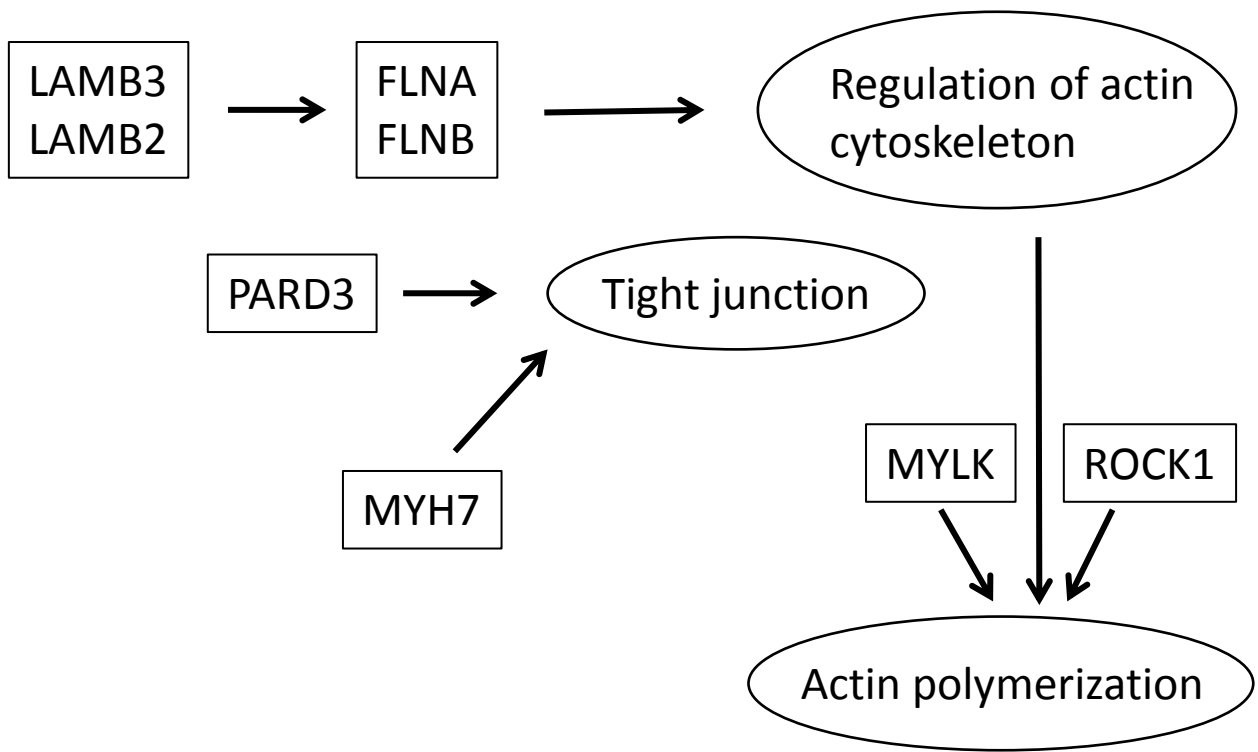 LAMB3
LAMB2
FLNA
FLNB
Regulation of actin
cytoskeleton
PARD3
Tight junction
MYH7
MYLK
ROCK1
Actin polymerization